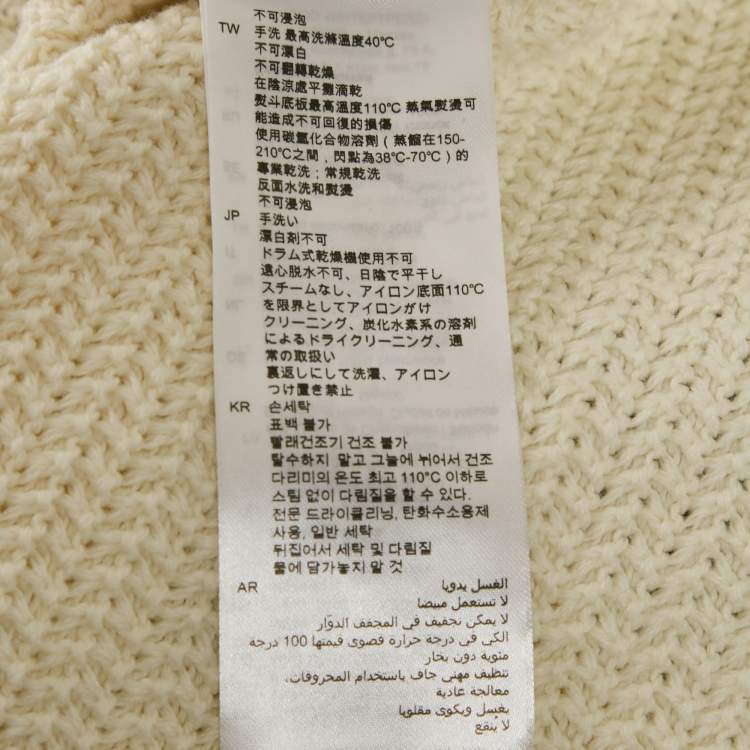 不可浸泡
TW 手洗 最高洗滌溫度40℃
不可漂白
不可翻轉乾燥
在陰涼處平攤滴乾
熨斗底板最高溫度110℃ 蒸氣熨燙可
能造成不可回復的損傷
使用碳氫化合物溶劑（蒸餾在150-
210℃之間，閃點為38℃-70℃）的
專業乾洗；常規乾洗
反面水洗和熨燙
不可浸泡
JP 手洗い
漂白剤不可
ドラム式乾燥機使用不可
遠心脱水不可、日陰で平干し
スチームなし、アイロン底面110℃
を限界としてアイロンがけ
クリーニング、炭化水素系の溶剤
によるドライクリーニング、通
常の取扱い
裏返しにして洗濯、アイロン
つけ置き禁止
KR 손세탁
표백 불가
빨래건조기 건조 불가
탈수하지 말고 그늘에 뉘어서 건조
다리미의 온도 최고 110℃ 이하로
스팀 없이 다림질을 할 수 있다.
전문 드라이클리닝, 탄화수소용제
사용, 일반 세탁
뒤집어서 세탁 및 다림질
물에 담가놓지 말 것
AR الغسل يدويا
لا تستعمل مبيضا
لا يمكن تجفيف في المجفف الدوّار
الكي في درجة حرارة قصوى قيمتها 100 درجة
مئوية دون بخار
تنظيف مهني جاف باستخدام المحروقات،
معالجة عادية
يغسل ويكوى مقلوبا
لا يُنقع